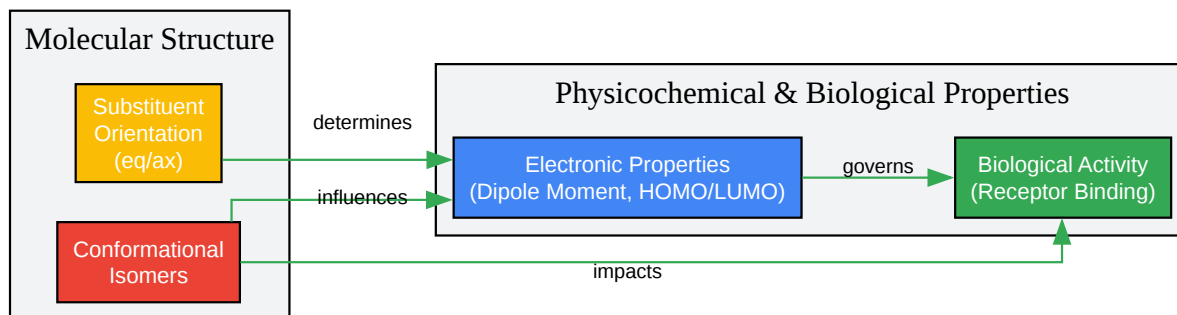 Molecular Structure
Substituent
Orientation
(eq/ax)
Conformational
Isomers
determines
influences
impacts
Physicochemical & Biological Properties
Electronic Properties
(Dipole Moment, HOMO/LUMO)
governs
Biological Activity
(Receptor Binding)